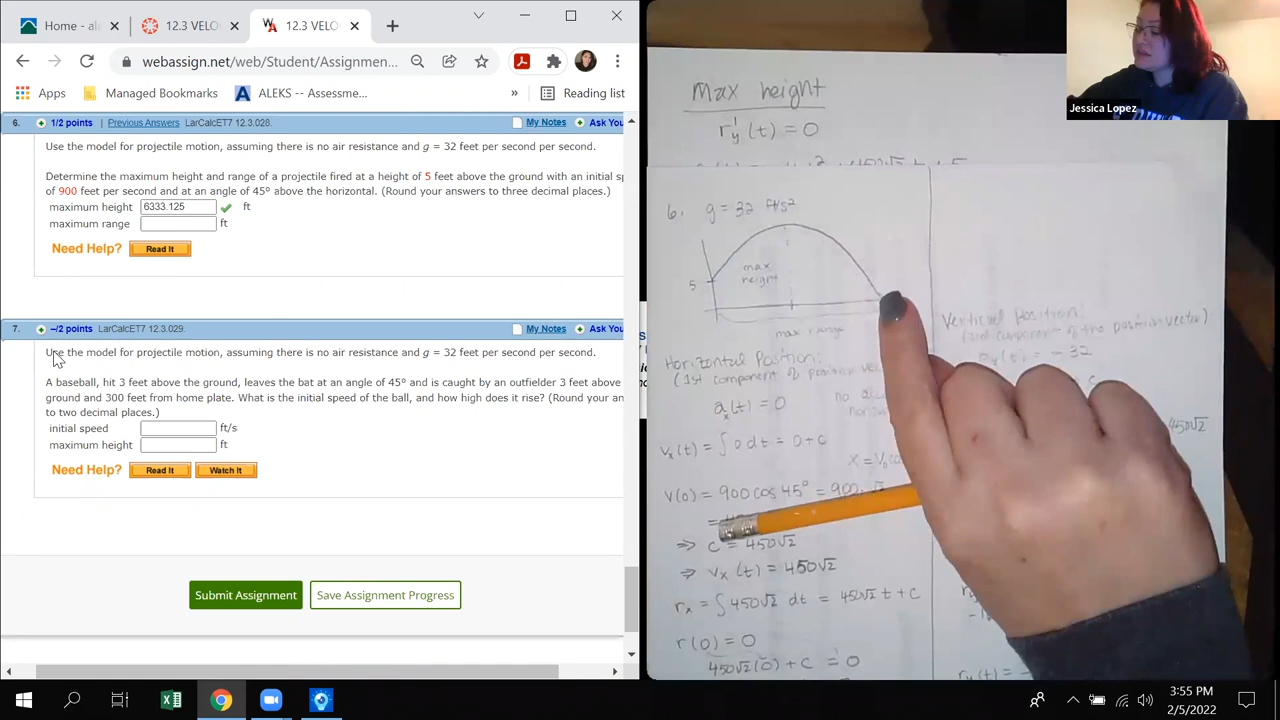 Home - ale
12.3 VELO
12.3 VELO
webassign.net/web/Student/Assignmen...
Apps
Managed Bookmarks
ALEKS -- Assessme...
»
Reading list
6.
1/2 points
Previous Answers
LarCalcET7 12.3.028.
My Notes
Ask You
Use the model for projectile motion, assuming there is no air resistance and g = 32 feet per second per second.
Determine the maximum height and range of a projectile fired at a height of 5 feet above the ground with an initial sp
of 900 feet per second and at an angle of 45° above the horizontal. (Round your answers to three decimal places.)
maximum height 6333.125 ft
maximum range ft
Need Help? Read It
7.
–/2 points
LarCalcET7 12.3.029.
My Notes
Ask You
Use the model for projectile motion, assuming there is no air resistance and g = 32 feet per second per second.
A baseball, hit 3 feet above the ground, leaves the bat at an angle of 45° and is caught by an outfielder 3 feet above
ground and 300 feet from home plate. What is the initial speed of the ball, and how high does it rise? (Round your an
to two decimal places.)
initial speed ft/s
maximum height ft
Need Help? Read It Watch It
Submit Assignment
Save Assignment Progress
Jessica Lopez
max height
r'y(t) = 0
6. g = 32 ft/s²
5
max
height
max range
Horizontal Position:
(1st component of position vec
aₓ(t) = 0
no
vₓ(t) = ∫ 0 dt = 0 + C
v(0) = 900 cos 45° = 900
⇒ C = 450√2
⇒ vₓ(t) = 450√2
rₓ = ∫ 450√2 dt = 450√2 t + C
r(0) = 0
450√2(0) + C = 0
Vertical Position:
(2nd component of the position vector)
ay(t) = -32
450√2
3:55 PM
2/5/2022